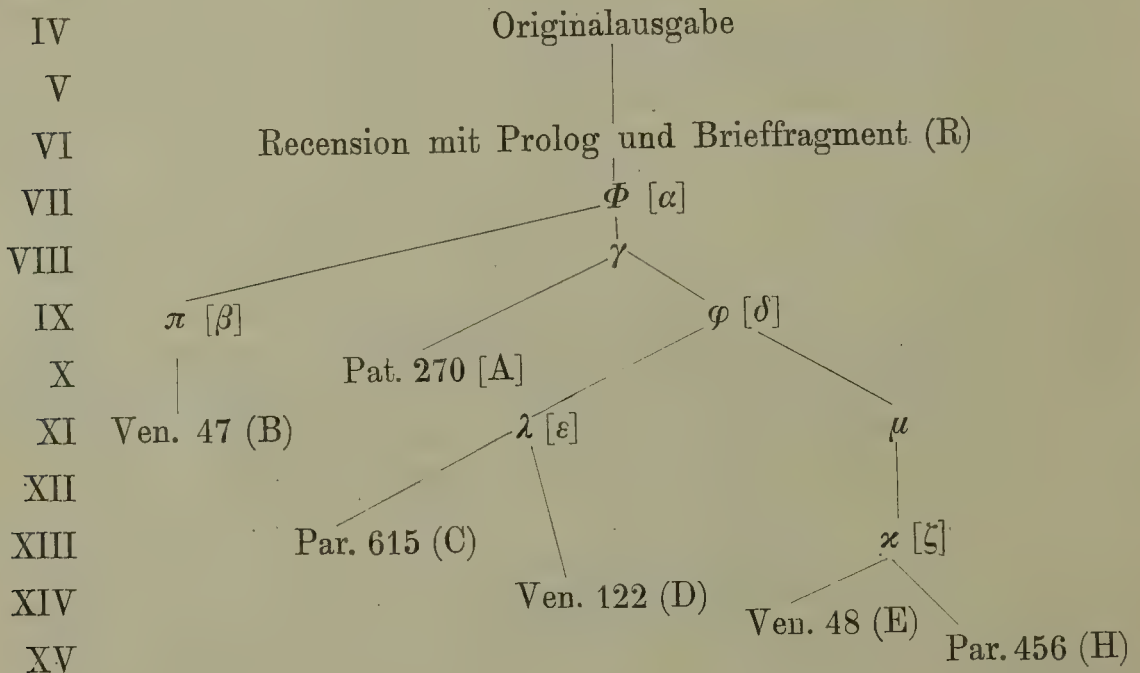 IV Originalausgabe
V
VI Recension mit Prolog und Brieffragment (R)
VII Φ [α]
VIII γ
IX π [β] φ [δ]
X Pat. 270 [A]
XI Ven. 47 (B) λ [ε] μ
XII
XIII Par. 615 (C) ϰ [ζ]
XIV Ven. 122 (D) Ven. 48 (E)
XV Par. 456 (H)